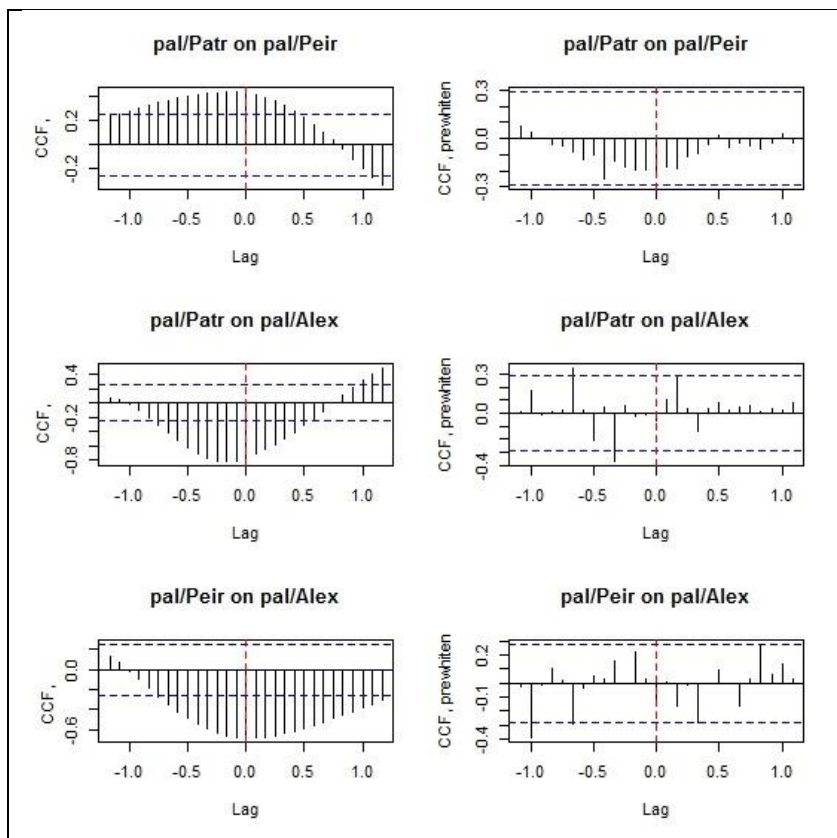 pal/Patr on pal/Peir
CCF,
0.2
-0.2
-1.0 -0.5 0.0 0.5 1.0
Lag
pal/Patr on pal/Peir
CCF, prewhiten
0.3
0.0
-0.3
-1.0 -0.5 0.0 0.5 1.0
Lag
pal/Patr on pal/Alex
CCF,
0.4
-0.2
-0.8
-1.0 -0.5 0.0 0.5 1.0
Lag
pal/Patr on pal/Alex
CCF, prewhiten
0.3
0.0
-0.4
-1.0 -0.5 0.0 0.5 1.0
Lag
pal/Peir on pal/Alex
CCF,
0.0
-0.6
-1.0 -0.5 0.0 0.5 1.0
Lag
pal/Peir on pal/Alex
CCF, prewhiten
0.2
-0.1
-0.4
-1.0 -0.5 0.0 0.5 1.0
Lag